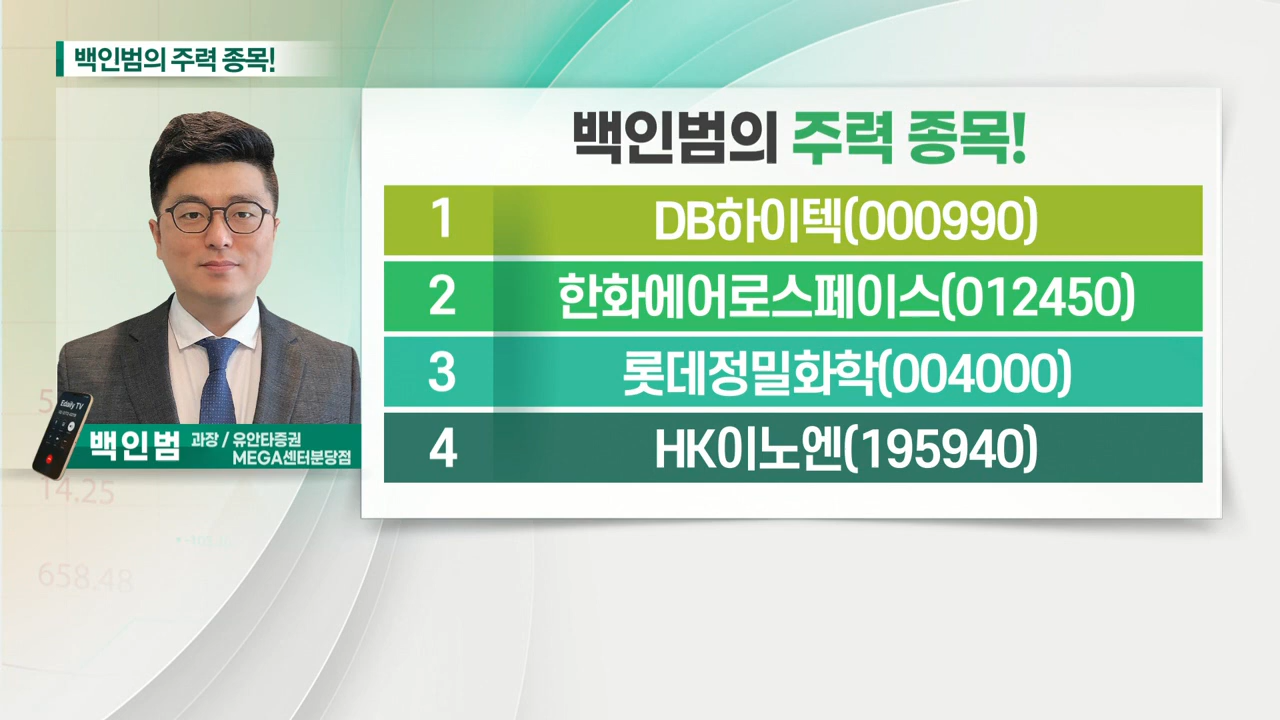 백인범의 주력 종목!
백인범의 주력 종목!
1 DB하이텍(000990)
2 한화에어로스페이스(012450)
3 롯데정밀화학(004000)
4 HK이노엔(195940)
Edaily TV
백인범 과장 / 유안타증권
MEGA센터분당점
14.25
658.48